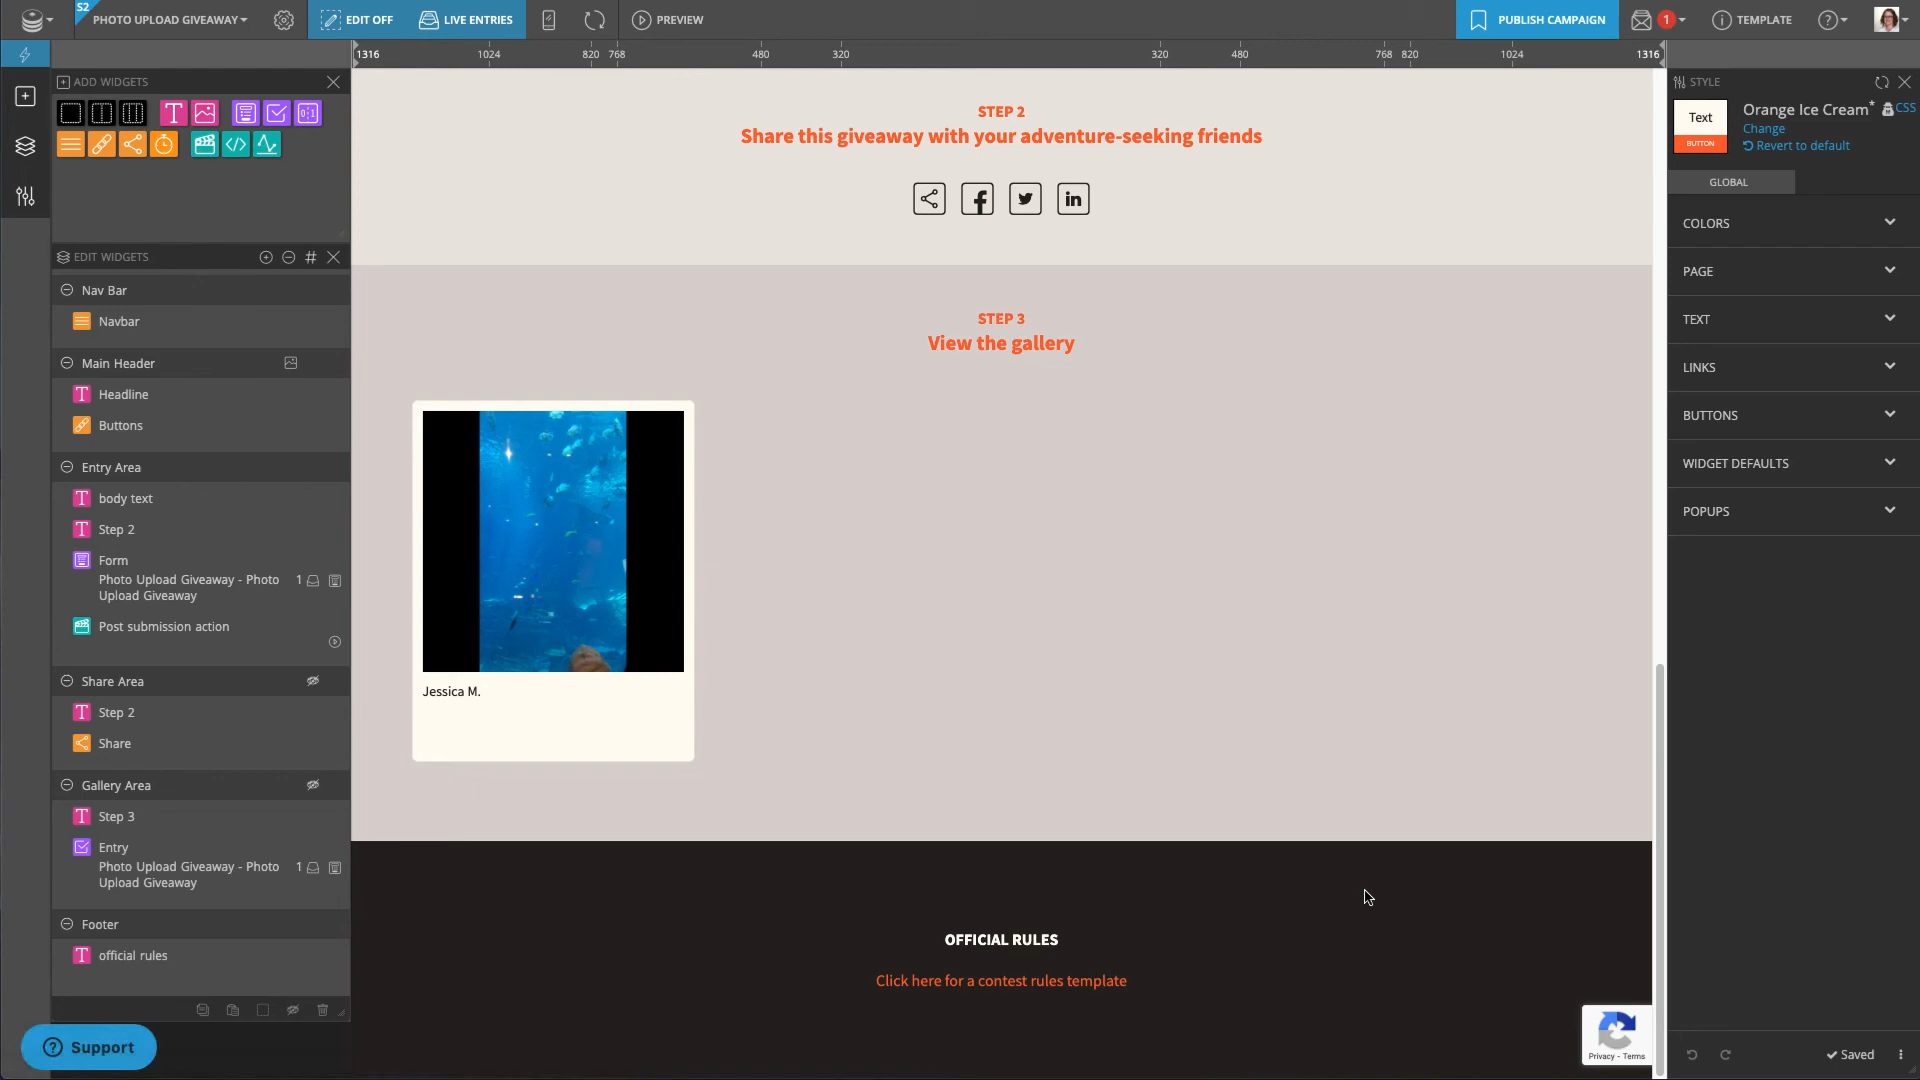 S2
PHOTO UPLOAD GIVEAWAY
EDIT OFF
LIVE ENTRIES
PREVIEW
PUBLISH CAMPAIGN
1
TEMPLATE
1316
1024
820
768
480
320
320
480
768
820
1024
1316
ADD WIDGETS
EDIT WIDGETS
Nav Bar
Navbar
Main Header
Headline
Buttons
Entry Area
body text
Step 2
Form
Photo Upload Giveaway - Photo
Upload Giveaway
1
Post submission action
Share Area
Step 2
Share
Gallery Area
Step 3
Entry
Photo Upload Giveaway - Photo
Upload Giveaway
1
Footer
official rules
Support
STEP 2
Share this giveaway with your adventure-seeking friends
STEP 3
View the gallery
Jessica M.
OFFICIAL RULES
Click here for a contest rules template
Privacy - Terms
STYLE
Text
BUTTON
Orange Ice Cream*
CSS
Change
Revert to default
GLOBAL
COLORS
PAGE
TEXT
LINKS
BUTTONS
WIDGET DEFAULTS
POPUPS
Saved